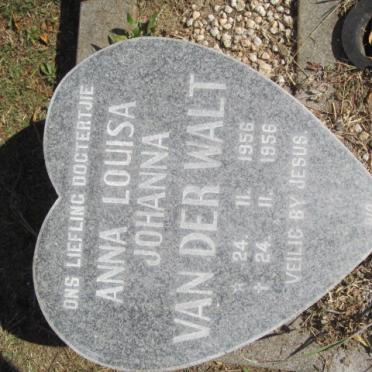 ONS LIEFLING DOGTERTJIE
ANNA LOUISA
JOHANNA
VAN DER WALT
* 24. 11. 1956
† 24. 11. 1956
VEILIG BY JESUS